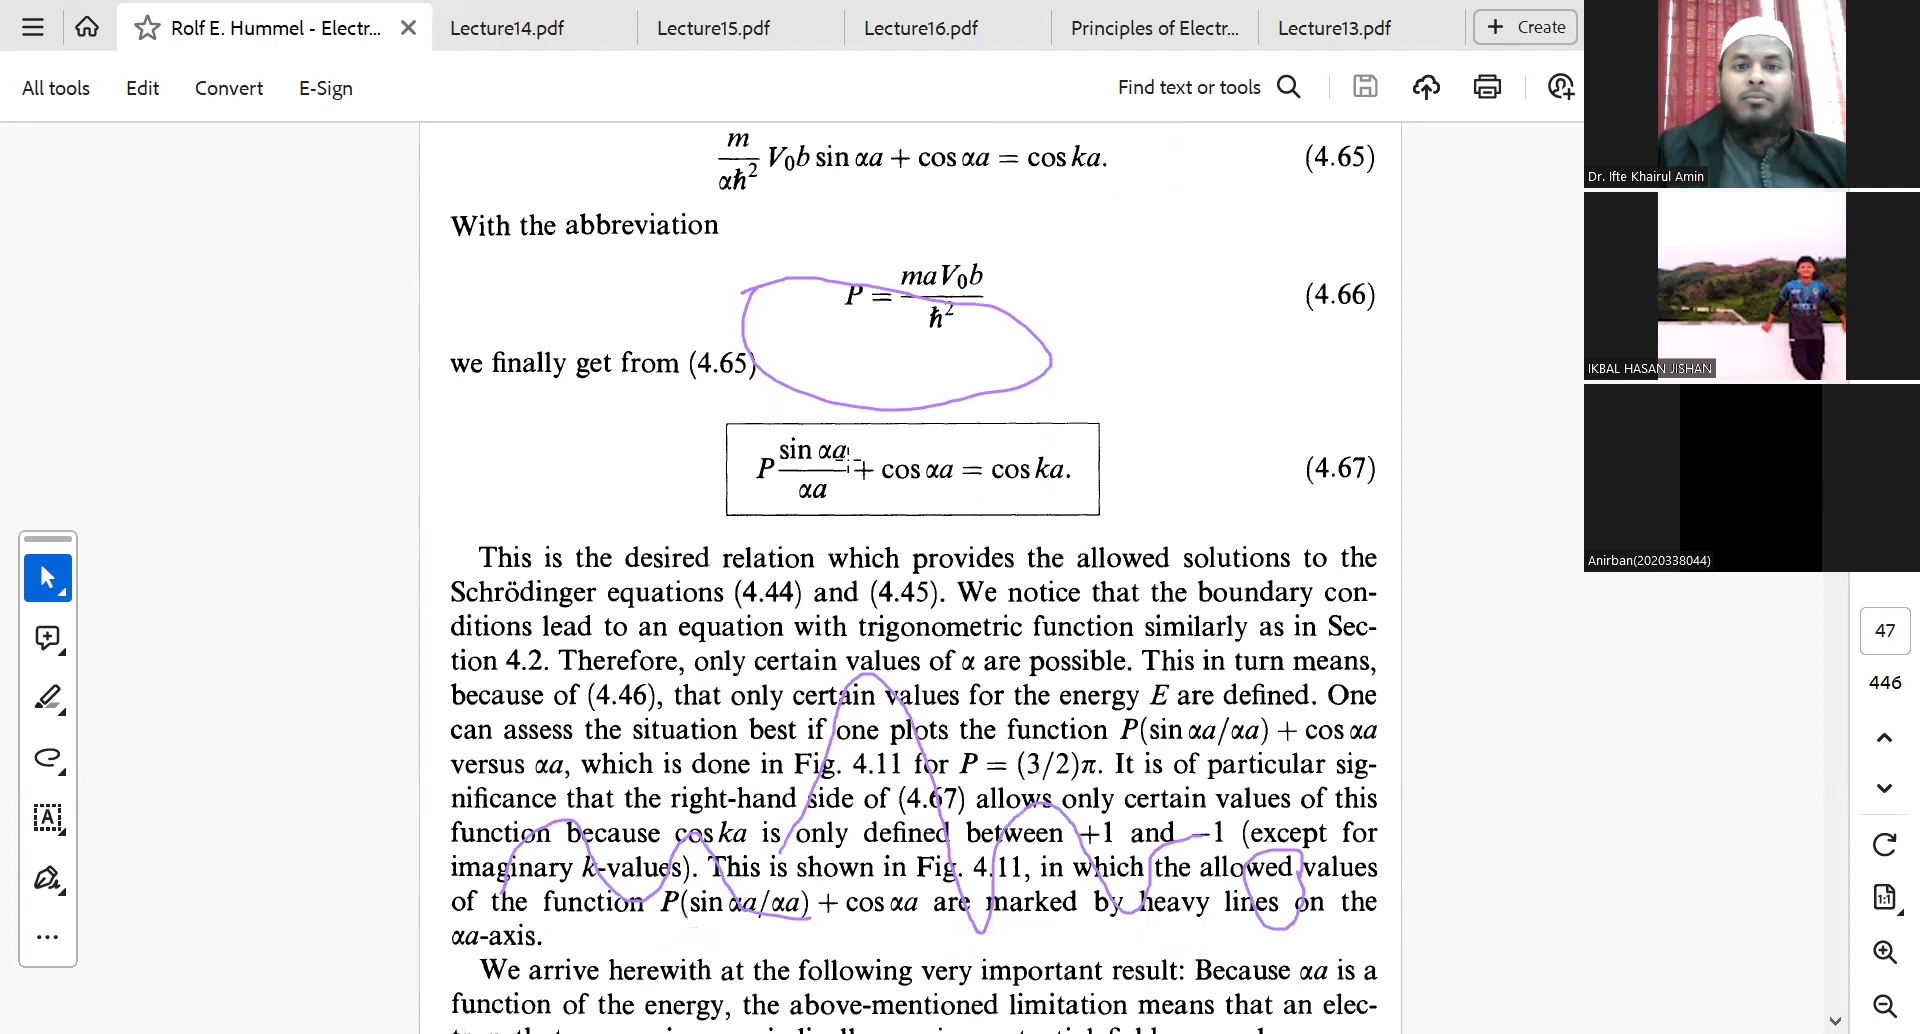 Rolf E. Hummel - Electr...
Lecture14.pdf
Lecture15.pdf
Lecture16.pdf
Principles of Electr...
Lecture13.pdf
+ Create
All tools
Edit
Convert
E-Sign
Find text or tools
m/αħ² V₀b sin αa + cos αa = cos ka. (4.65)
With the abbreviation
P = maV₀b/ħ² (4.66)
we finally get from (4.65)
P sin αa/αa + cos αa = cos ka. (4.67)
This is the desired relation which provides the allowed solutions to the
Schrödinger equations (4.44) and (4.45). We notice that the boundary con-
ditions lead to an equation with trigonometric function similarly as in Sec-
tion 4.2. Therefore, only certain values of α are possible. This in turn means,
because of (4.46), that only certain values for the energy E are defined. One
can assess the situation best if one plots the function P(sin αa/αa) + cos αa
versus αa, which is done in Fig. 4.11 for P = (3/2)π. It is of particular sig-
nificance that the right-hand side of (4.67) allows only certain values of this
function because cos ka is only defined between +1 and −1 (except for
imaginary k-values). This is shown in Fig. 4.11, in which the allowed values
of the function P(sin αa/αa) + cos αa are marked by heavy lines on the
αa-axis.
We arrive herewith at the following very important result: Because αa is a
function of the energy, the above-mentioned limitation means that an elec-
Dr. Ifte Khairul Amin
IKBAL HASAN JISHAN
Anirban(2020338044)
47
446
1:1